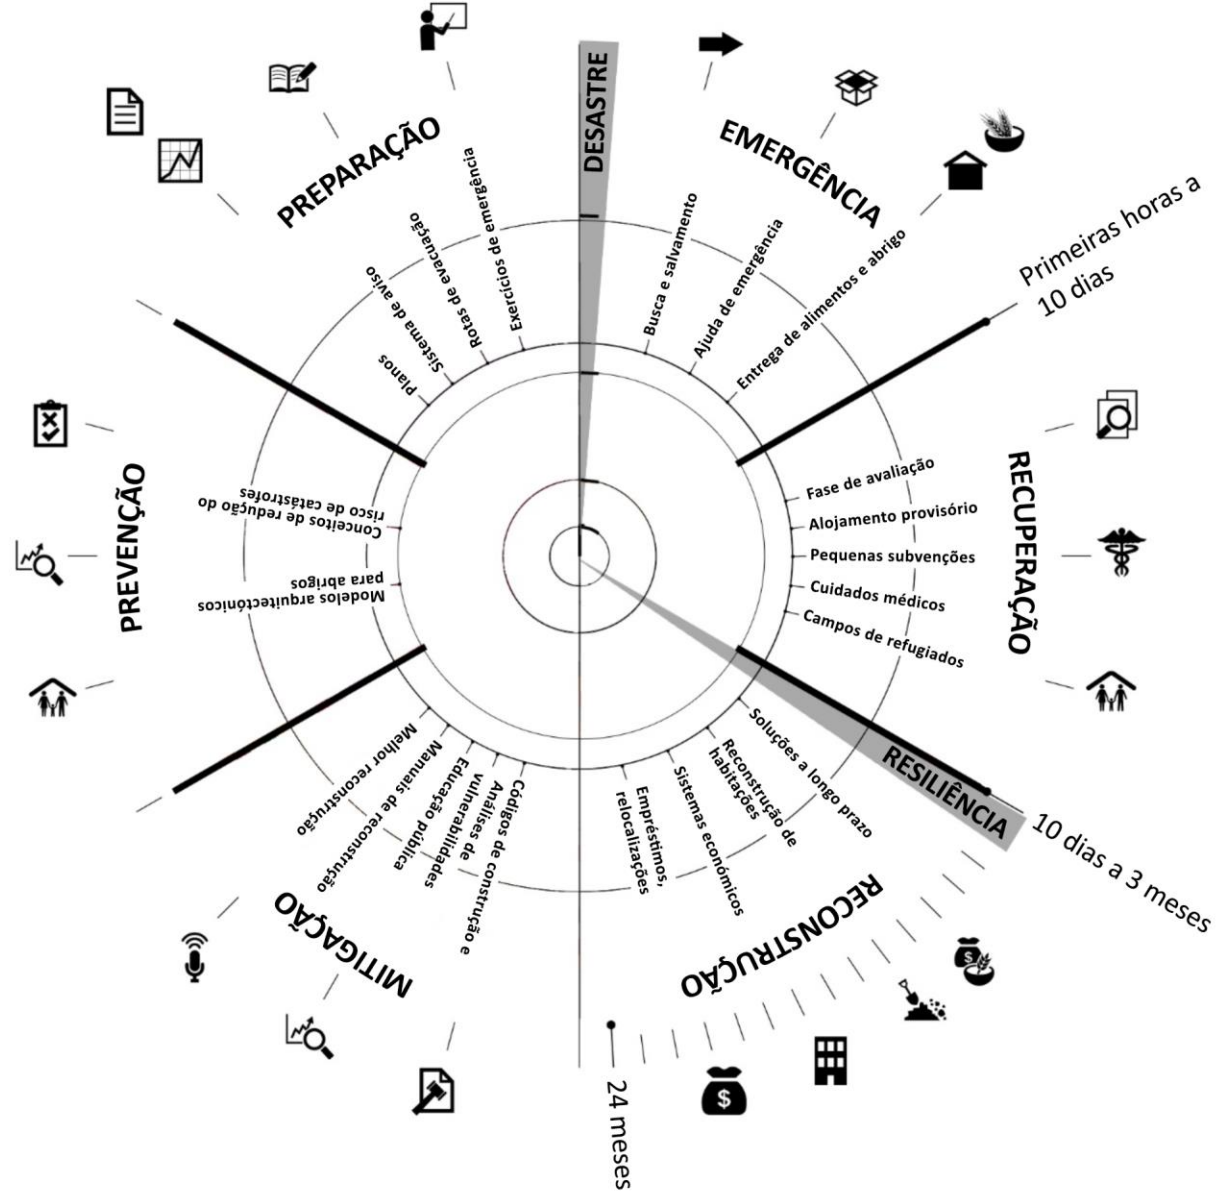 DESASTRE
EMERGÊNCIA
Busca e salvamento
Ajuda de emergência
Entrega de alimentos e abrigo
Primeiras horas a
10 dias
RECUPERAÇÃO
Fase de avaliação
Alojamento provisório
Pequenas subvenções
Cuidados médicos
Campos de refugiados
RESILIÊNCIA
10 dias a 3 meses
RECONSTRUÇÃO
Soluções a longo prazo
Reconstrução de
habitações
Sistemas económicos
Empréstimos,
relocalizações
$
$
24 meses
MITIGAÇÃO
Códigos de construção e
Análises de
vulnerabilidades
Educação pública
Manuais de reconstrução
Melhor reconstrução
PREVENÇÃO
Modelos arquitectónicos
para abrigos
Conceitos de redução do
risco de catástrofes
PREPARAÇÃO
Planos
Sistema de aviso
Rotas de evacuação
Exercícios de emergência